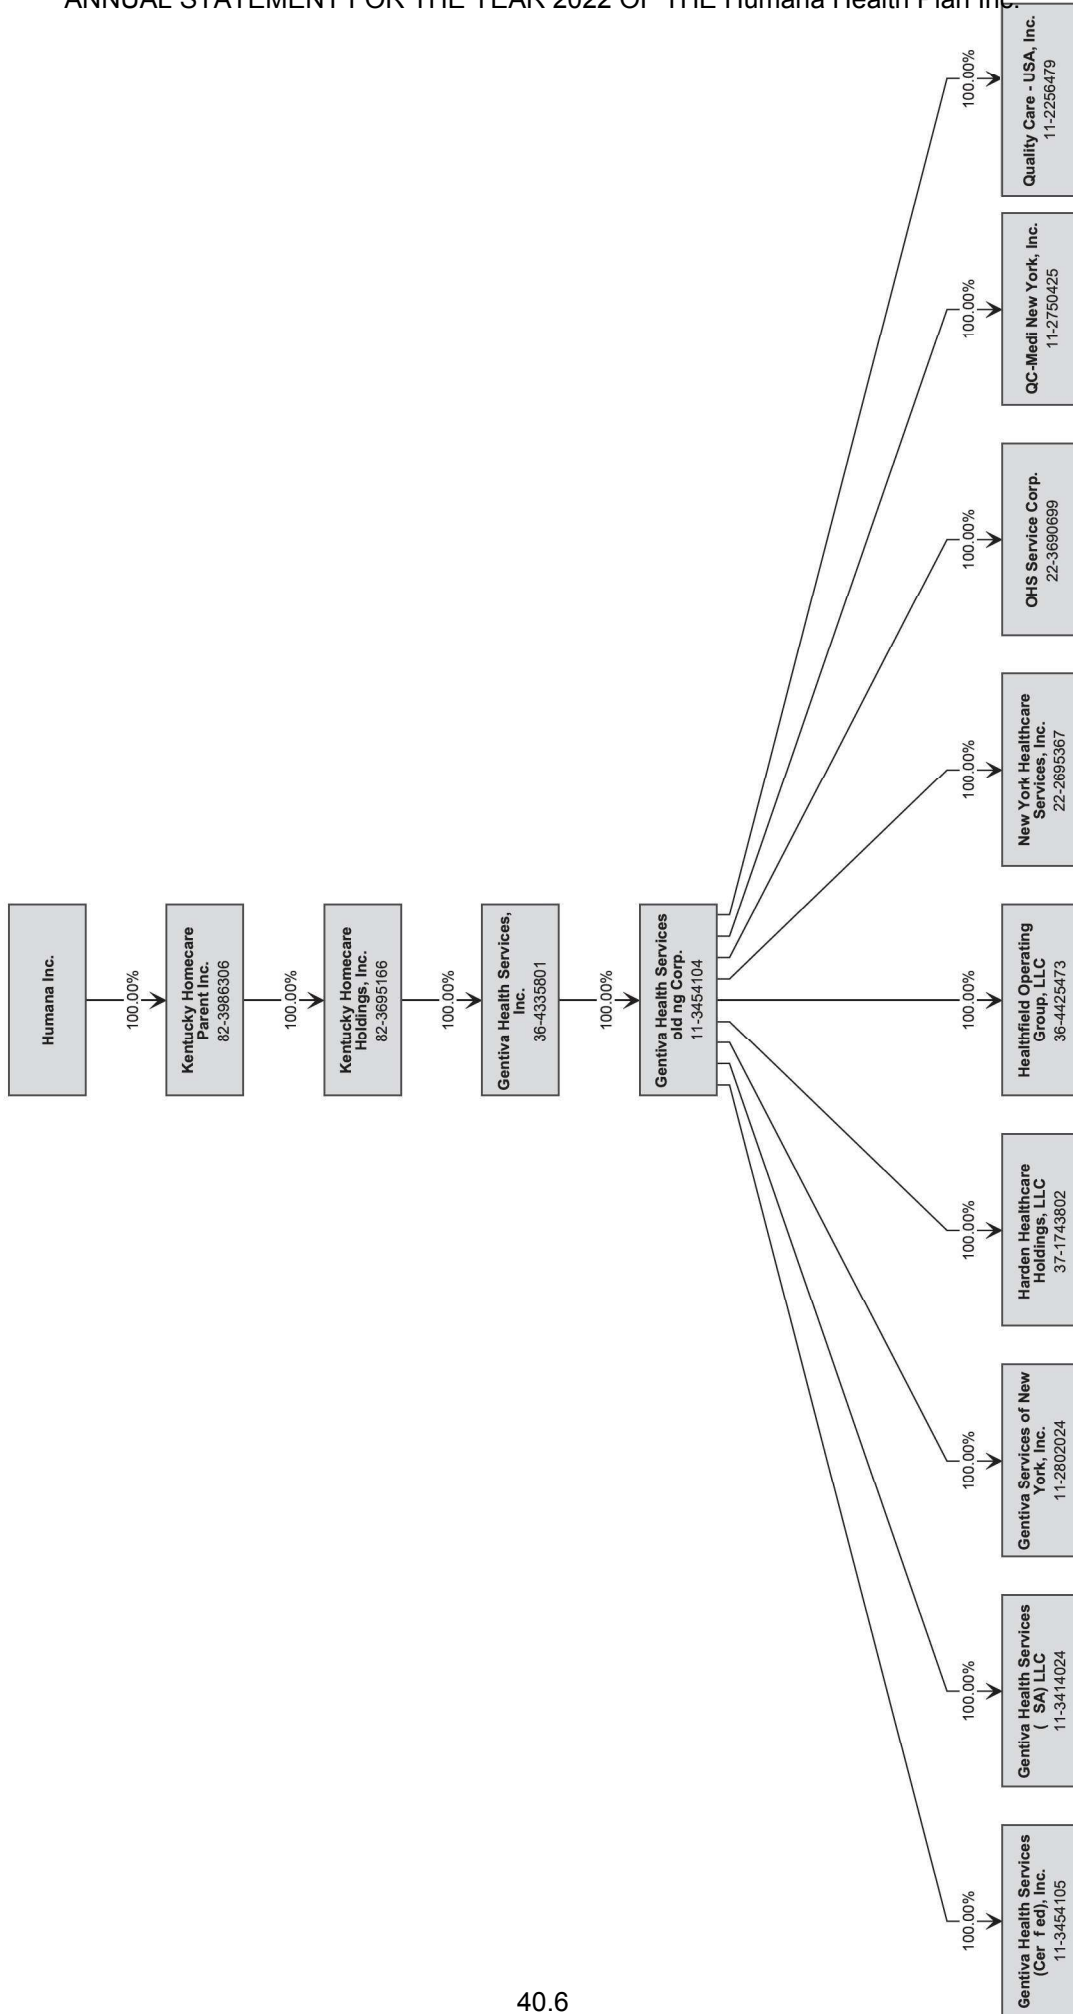 ANNUAL STATEMENT FOR THE YEAR 2022 OF THE Humana Health Plan Inc.
Humana Inc.
100.00%
Kentucky Homecare
Parent Inc.
82-3986306
100.00%
Kentucky Homecare
Holdings, Inc.
82-3695166
100.00%
Gentiva Health Services,
Inc.
36-4335801
100.00%
Gentiva Health Services
old ng Corp.
11-3454104
100.00%
Gentiva Health Services
(Cer f ed), Inc.
11-3454105
100.00%
Gentiva Health Services
( SA) LLC
11-3414024
100.00%
Gentiva Services of New
York, Inc.
11-2802024
100.00%
Harden Healthcare
Holdings, LLC
37-1743802
100.00%
Healthfield Operating
Group, LLC
36-4425473
100.00%
New York Healthcare
Services, Inc.
22-2695367
100.00%
OHS Service Corp.
22-3690699
100.00%
QC-Medi New York, Inc.
11-2750425
100.00%
Quality Care - USA, Inc.
11-2256479
40.6